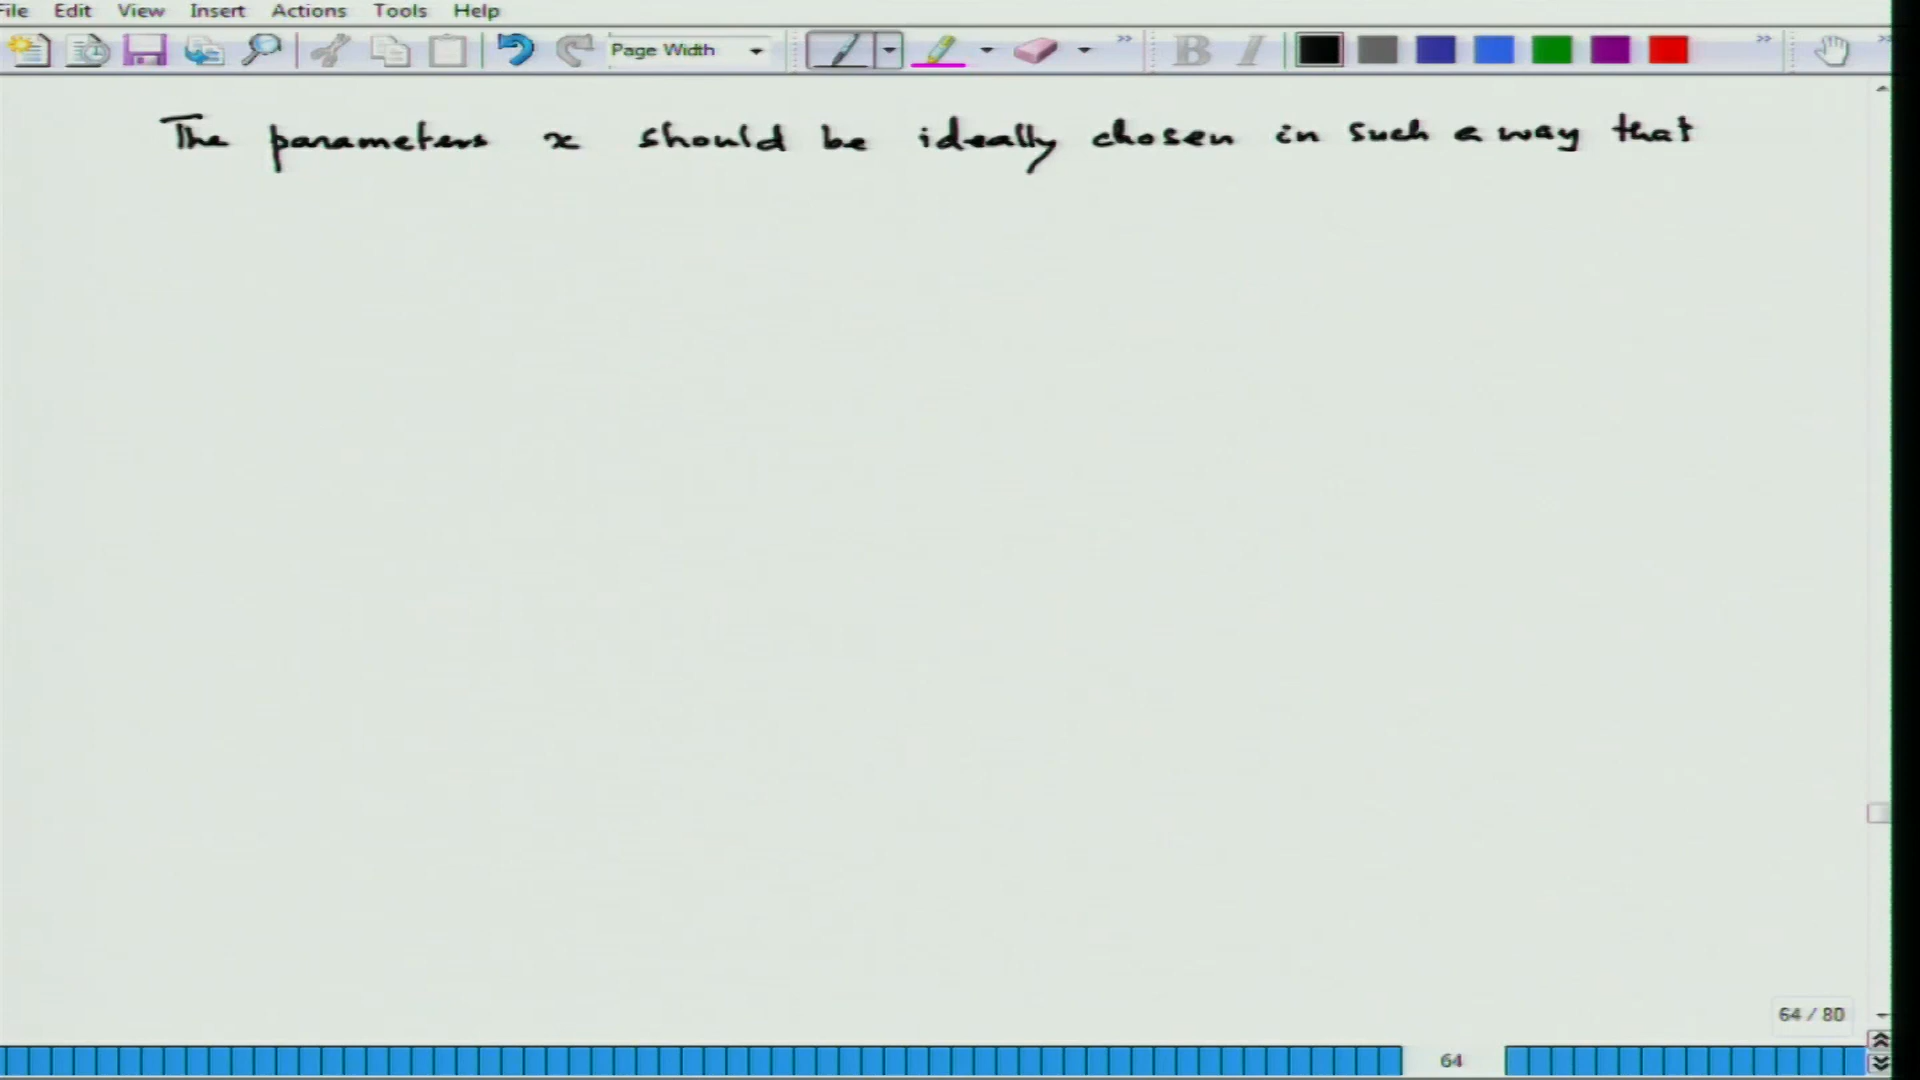 File Edit View Insert Actions Tools Help
Page Width B I
The parameters x should be ideally chosen in such a way that
64 / 80
64